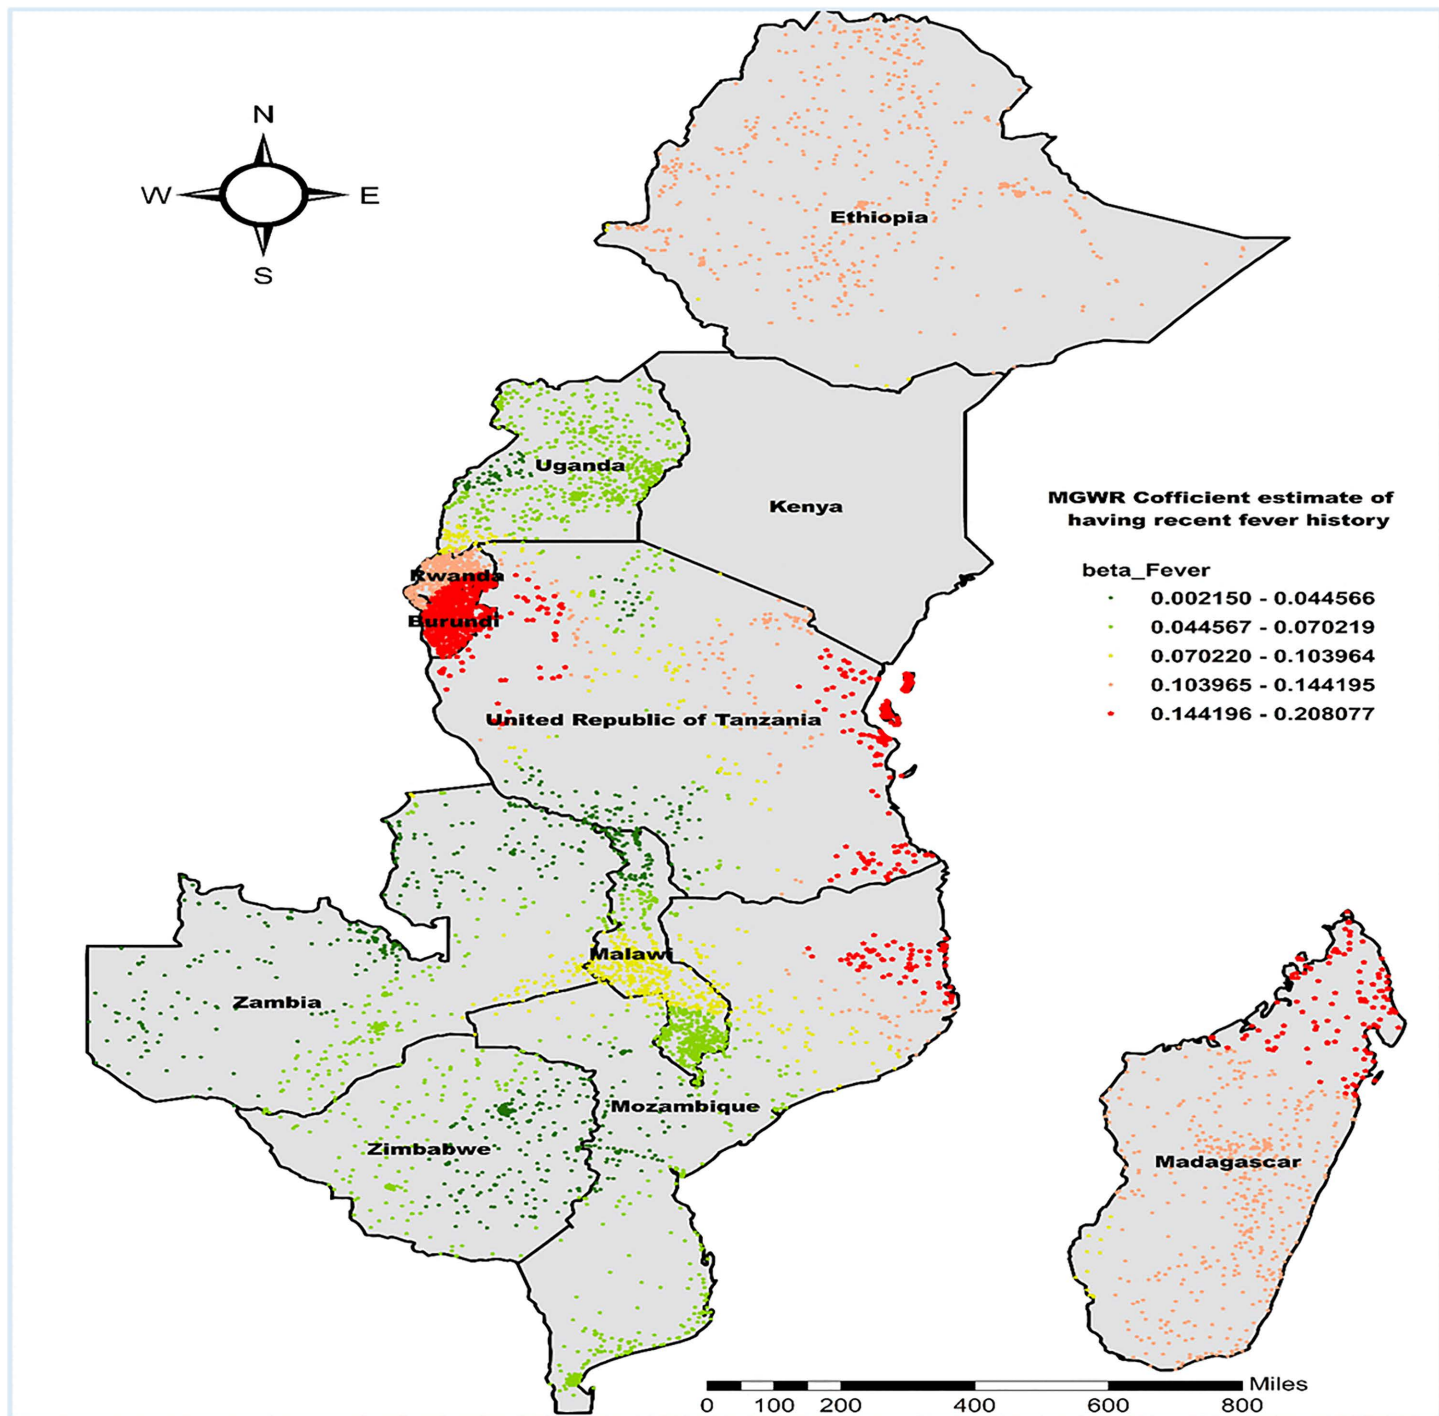 N
W E
S
Ethiopia
Uganda
Kenya
MGWR Cofficient estimate of
having recent fever history
Rwanda
beta_Fever
0.002150 - 0.044566
Burundi
0.044567 - 0.070219
0.070220 - 0.103964
0.103965 - 0.144195
0.144196 - 0.208077
United Republic of Tanzania
Malawi
Zambia
Mozambique
Zimbabwe
Madagascar
Miles
0 100 200 400 600 800